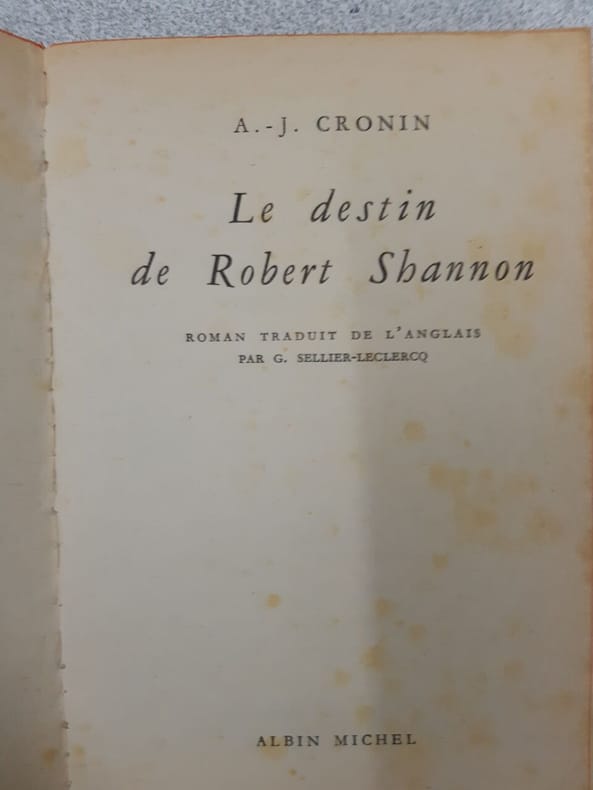 A.-J. CRONIN
Le destin
de Robert Shannon
ROMAN TRADUIT DE L'ANGLAIS
PAR G. SELLIER-LECLERCQ
ALBIN MICHEL